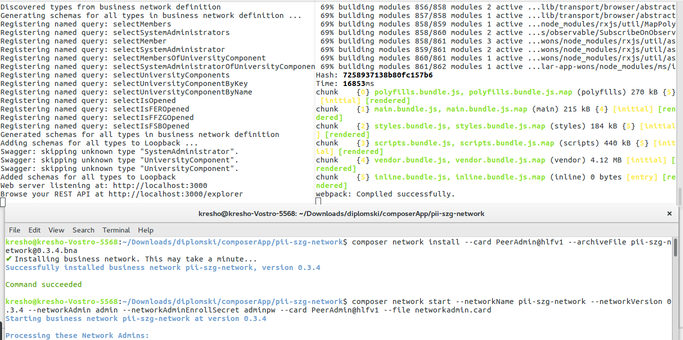 Discovered types from business network definition
Generating schemas for all types in business network definition ...
Registering named query: selectMembers
Registering named query: selectSystemAdministrators
Registering named query: selectMember
Registering named query: selectSystemAdministrator
Registering named query: selectMembersOfUniversityComponent
Registering named query: selectSystemAdministratorOfUniversityComponent
Registering named query: selectUniversityComponents
Registering named query: selectUniversityComponentByKey
Registering named query: selectUniversityComponentByName
Registering named query: selectIsOpened
Registering named query: selectIsFEROpened
Registering named query: selectIsFFZGOpened
Registering named query: selectIsFSBOpened
Generated schemas for all types in business network definition
Adding schemas for all types to Loopback ...
Swagger: skipping unknown type "SystemAdministrator".
Swagger: skipping unknown type "UniversityComponent".
Swagger: skipping unknown type "UniversityComponent".
Added schemas for all types to Loopback
Web server listening at: http://localhost:3000
Browse your REST API at http://localhost:3000/explorer
69% building modules 856/858 modules 2 active ...lib/transport/browser/abstract
69% building modules 857/858 modules 1 active ...lib/transport/browser/abstract
69% building modules 857/858 modules 1 active ...node_modules/rxjs/util/MapPoly
69% building modules 858/860 modules 2 active ...s/observable/SubscribeOnObserv
69% building modules 858/861 modules 3 active ...wons/node_modules/rxjs/util/as
69% building modules 859/861 modules 2 active ...wons/node_modules/rxjs/util/as
69% building modules 860/861 modules 1 active ...wons/node_modules/rxjs/util/as
69% building modules 861/862 modules 1 active ...lar-app-wons/node_modules/ms/i
Hash: 7258937138b80fc157b6
Time: 16853ms
chunk {0} polyfills.bundle.js, polyfills.bundle.js.map (polyfills) 270 kB {5}
[initial] [rendered]
chunk {1} main.bundle.js, main.bundle.js.map (main) 215 kB {4} [initial] [ren
dered]
chunk {2} styles.bundle.js, styles.bundle.js.map (styles) 184 kB {5} [initia
l] [rendered]
chunk {3} scripts.bundle.js, scripts.bundle.js.map (scripts) 440 kB {5} [initia
l] [rendered]
chunk {4} vendor.bundle.js, vendor.bundle.js.map (vendor) 4.12 MB [initial] [re
ndered]
chunk {5} inline.bundle.js, inline.bundle.js.map (inline) 0 bytes [entry] [rend
ered]
webpack: Compiled successfully.
kresho@kresho-Vostro-5568: ~/Downloads/diplomski/composerApp/pii-szg-network
File Edit View Search Terminal Help
kresho@kresho-Vostro-5568:~/Downloads/diplomski/composerApp/pii-szg-network$ composer network install --card PeerAdmin@hlfv1 --archiveFile pii-szg-n
etwork@0.3.4.bna
✔ Installing business network. This may take a minute...
Successfully installed business network pii-szg-network, version 0.3.4
Command succeeded
kresho@kresho-Vostro-5568:~/Downloads/diplomski/composerApp/pii-szg-network$ composer network start --networkName pii-szg-network --networkVersion 0
.3.4 --networkAdmin admin --networkAdminEnrollSecret adminpw --card PeerAdmin@hlfv1 --file networkadmin.card
Starting business network pii-szg-network at version 0.3.4
Processing these Network Admins: